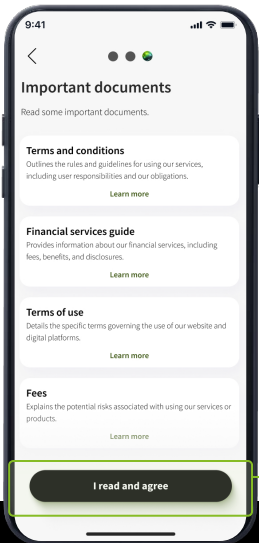 9:41
Important documents
Read some important documents.
Terms and conditions
Outlines the rules and guidelines for using our services,
including user responsibilities and our obligations.
Learn more
Financial services guide
Provides information about our financial services, including
fees, benefits, and disclosures.
Learn more
Terms of use
Details the specific terms governing the use of our website and
digital platforms.
Learn more
Fees
Explains the potential risks associated with using our services or
products.
Learn more
I read and agree